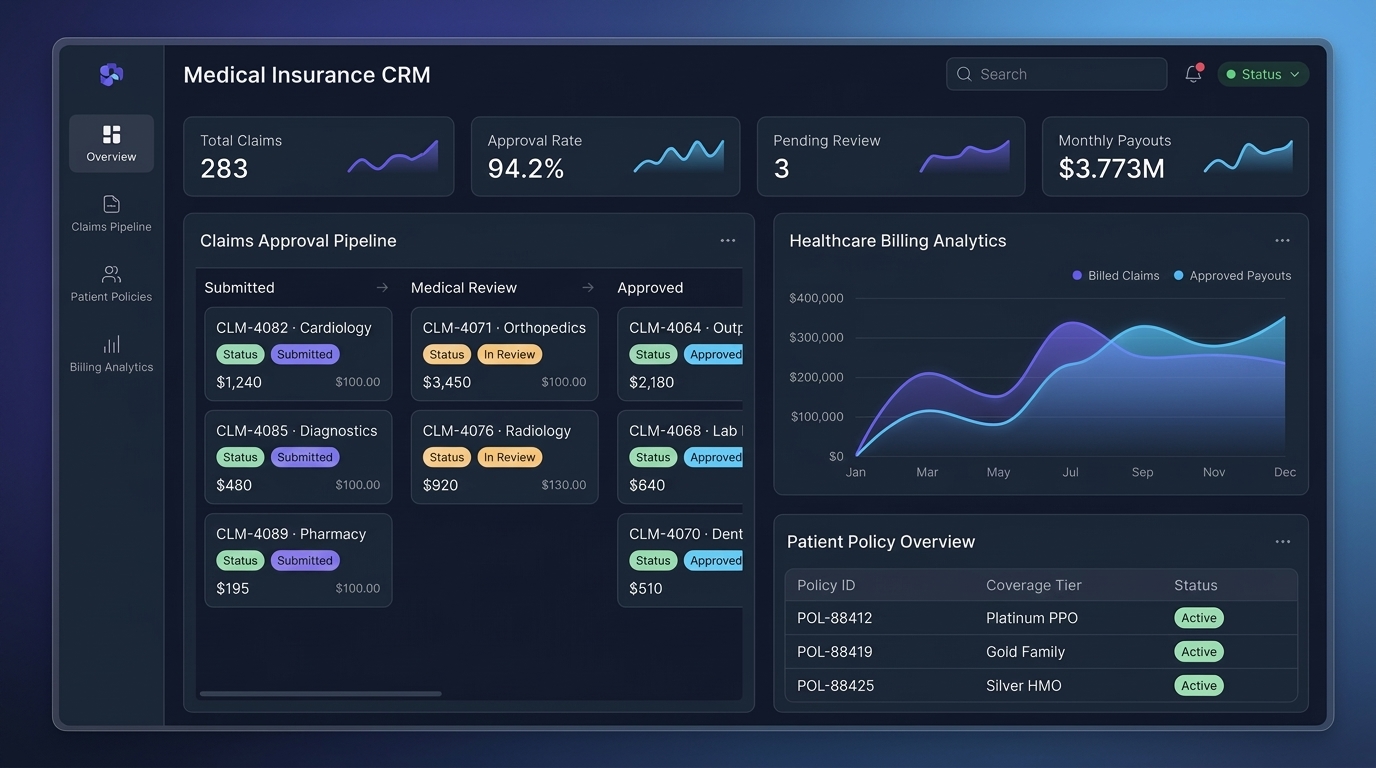 Medical Insurance CRM
Search
Status
Overview
Claims Pipeline
Patient Policies
Billing Analytics
Total Claims
283
Approval Rate
94.2%
Pending Review
3
Monthly Payouts
$3.773M
Claims Approval Pipeline
Submitted
CLM-4082 · Cardiology
Status Submitted
$1,240 $100.00
CLM-4085 · Diagnostics
Status Submitted
$480 $100.00
CLM-4089 · Pharmacy
Status Submitted
$195 $100.00
Medical Review
CLM-4071 · Orthopedics
Status In Review
$3,450 $100.00
CLM-4076 · Radiology
Status In Review
$920 $130.00
Approved
CLM-4064 · Outp
Status Approved
$2,180
CLM-4068 · Lab
Status Approved
$640
CLM-4070 · Dent
Status Approved
$510
Healthcare Billing Analytics
Billed Claims Approved Payouts
$400,000
$300,000
$200,000
$100,000
$0
Jan Mar May Jul Sep Nov Dec
Patient Policy Overview
Policy ID Coverage Tier Status
POL-88412 Platinum PPO Active
POL-88419 Gold Family Active
POL-88425 Silver HMO Active